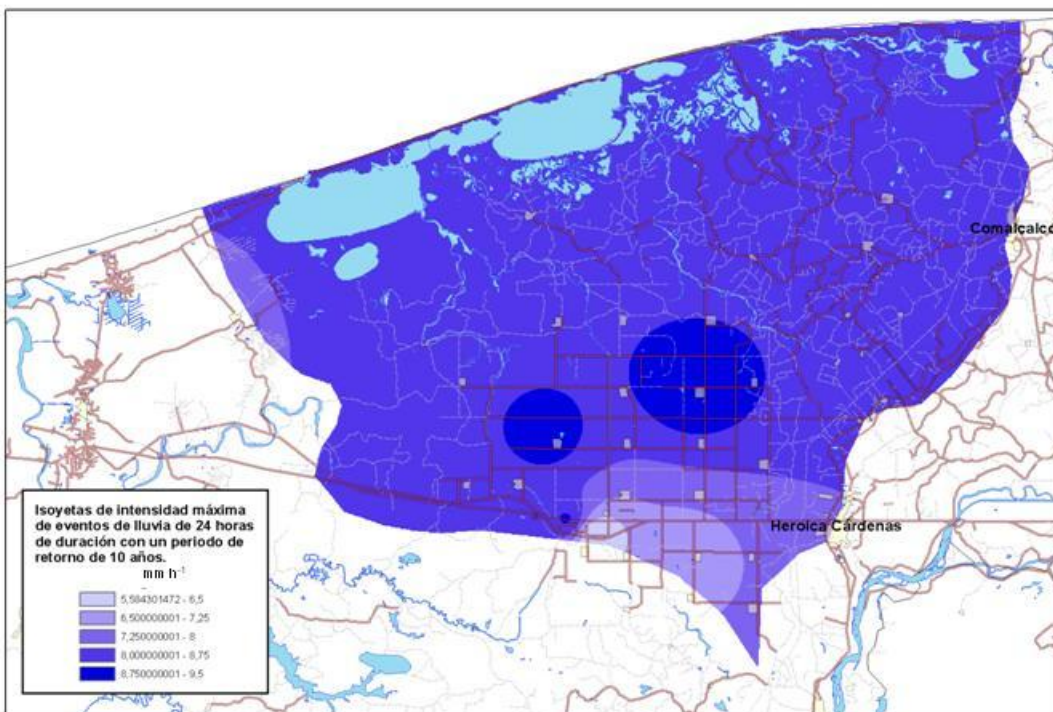 Comalcalco
Heroica Cárdenas
Isoyetas de intensidad máxima
de eventos de lluvia de 24 horas
de duración con un periodo de
retorno de 10 años.
mm h⁻¹
5,584301472 - 6,5
6,500000001 - 7,25
7,250000001 - 8
8,000000001 - 8,75
8,750000001 - 9,5